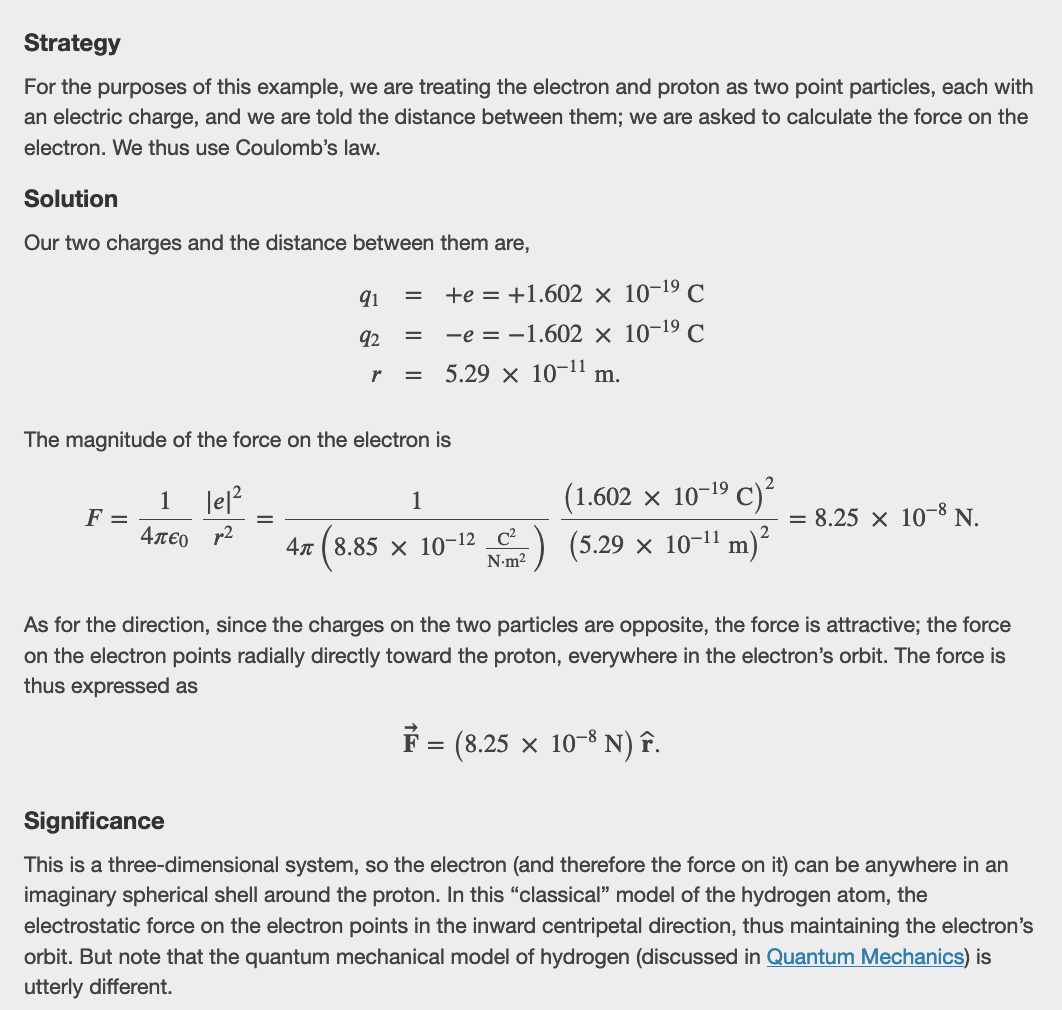 Strategy
For the purposes of this example, we are treating the electron and proton as two point particles, each with
an electric charge, and we are told the distance between them; we are asked to calculate the force on the
electron. We thus use Coulomb’s law.
Solution
Our two charges and the distance between them are,
q₁ = +e = +1.602 × 10⁻¹⁹ C
q₂ = −e = −1.602 × 10⁻¹⁹ C
r = 5.29 × 10⁻¹¹ m.
The magnitude of the force on the electron is
F = \frac{1}{4πϵ₀} \frac{|e|²}{r²} = \frac{1}{4π (8.85 × 10⁻¹² \frac{C²}{N·m²})} \frac{(1.602 × 10⁻¹⁹ C)²}{(5.29 × 10⁻¹¹ m)²} = 8.25 × 10⁻⁸ N.
As for the direction, since the charges on the two particles are opposite, the force is attractive; the force
on the electron points radially directly toward the proton, everywhere in the electron’s orbit. The force is
thus expressed as
F⃗ = (8.25 × 10⁻⁸ N) r̂.
Significance
This is a three-dimensional system, so the electron (and therefore the force on it) can be anywhere in an
imaginary spherical shell around the proton. In this “classical” model of the hydrogen atom, the
electrostatic force on the electron points in the inward centripetal direction, thus maintaining the electron’s
orbit. But note that the quantum mechanical model of hydrogen (discussed in Quantum Mechanics) is
utterly different.